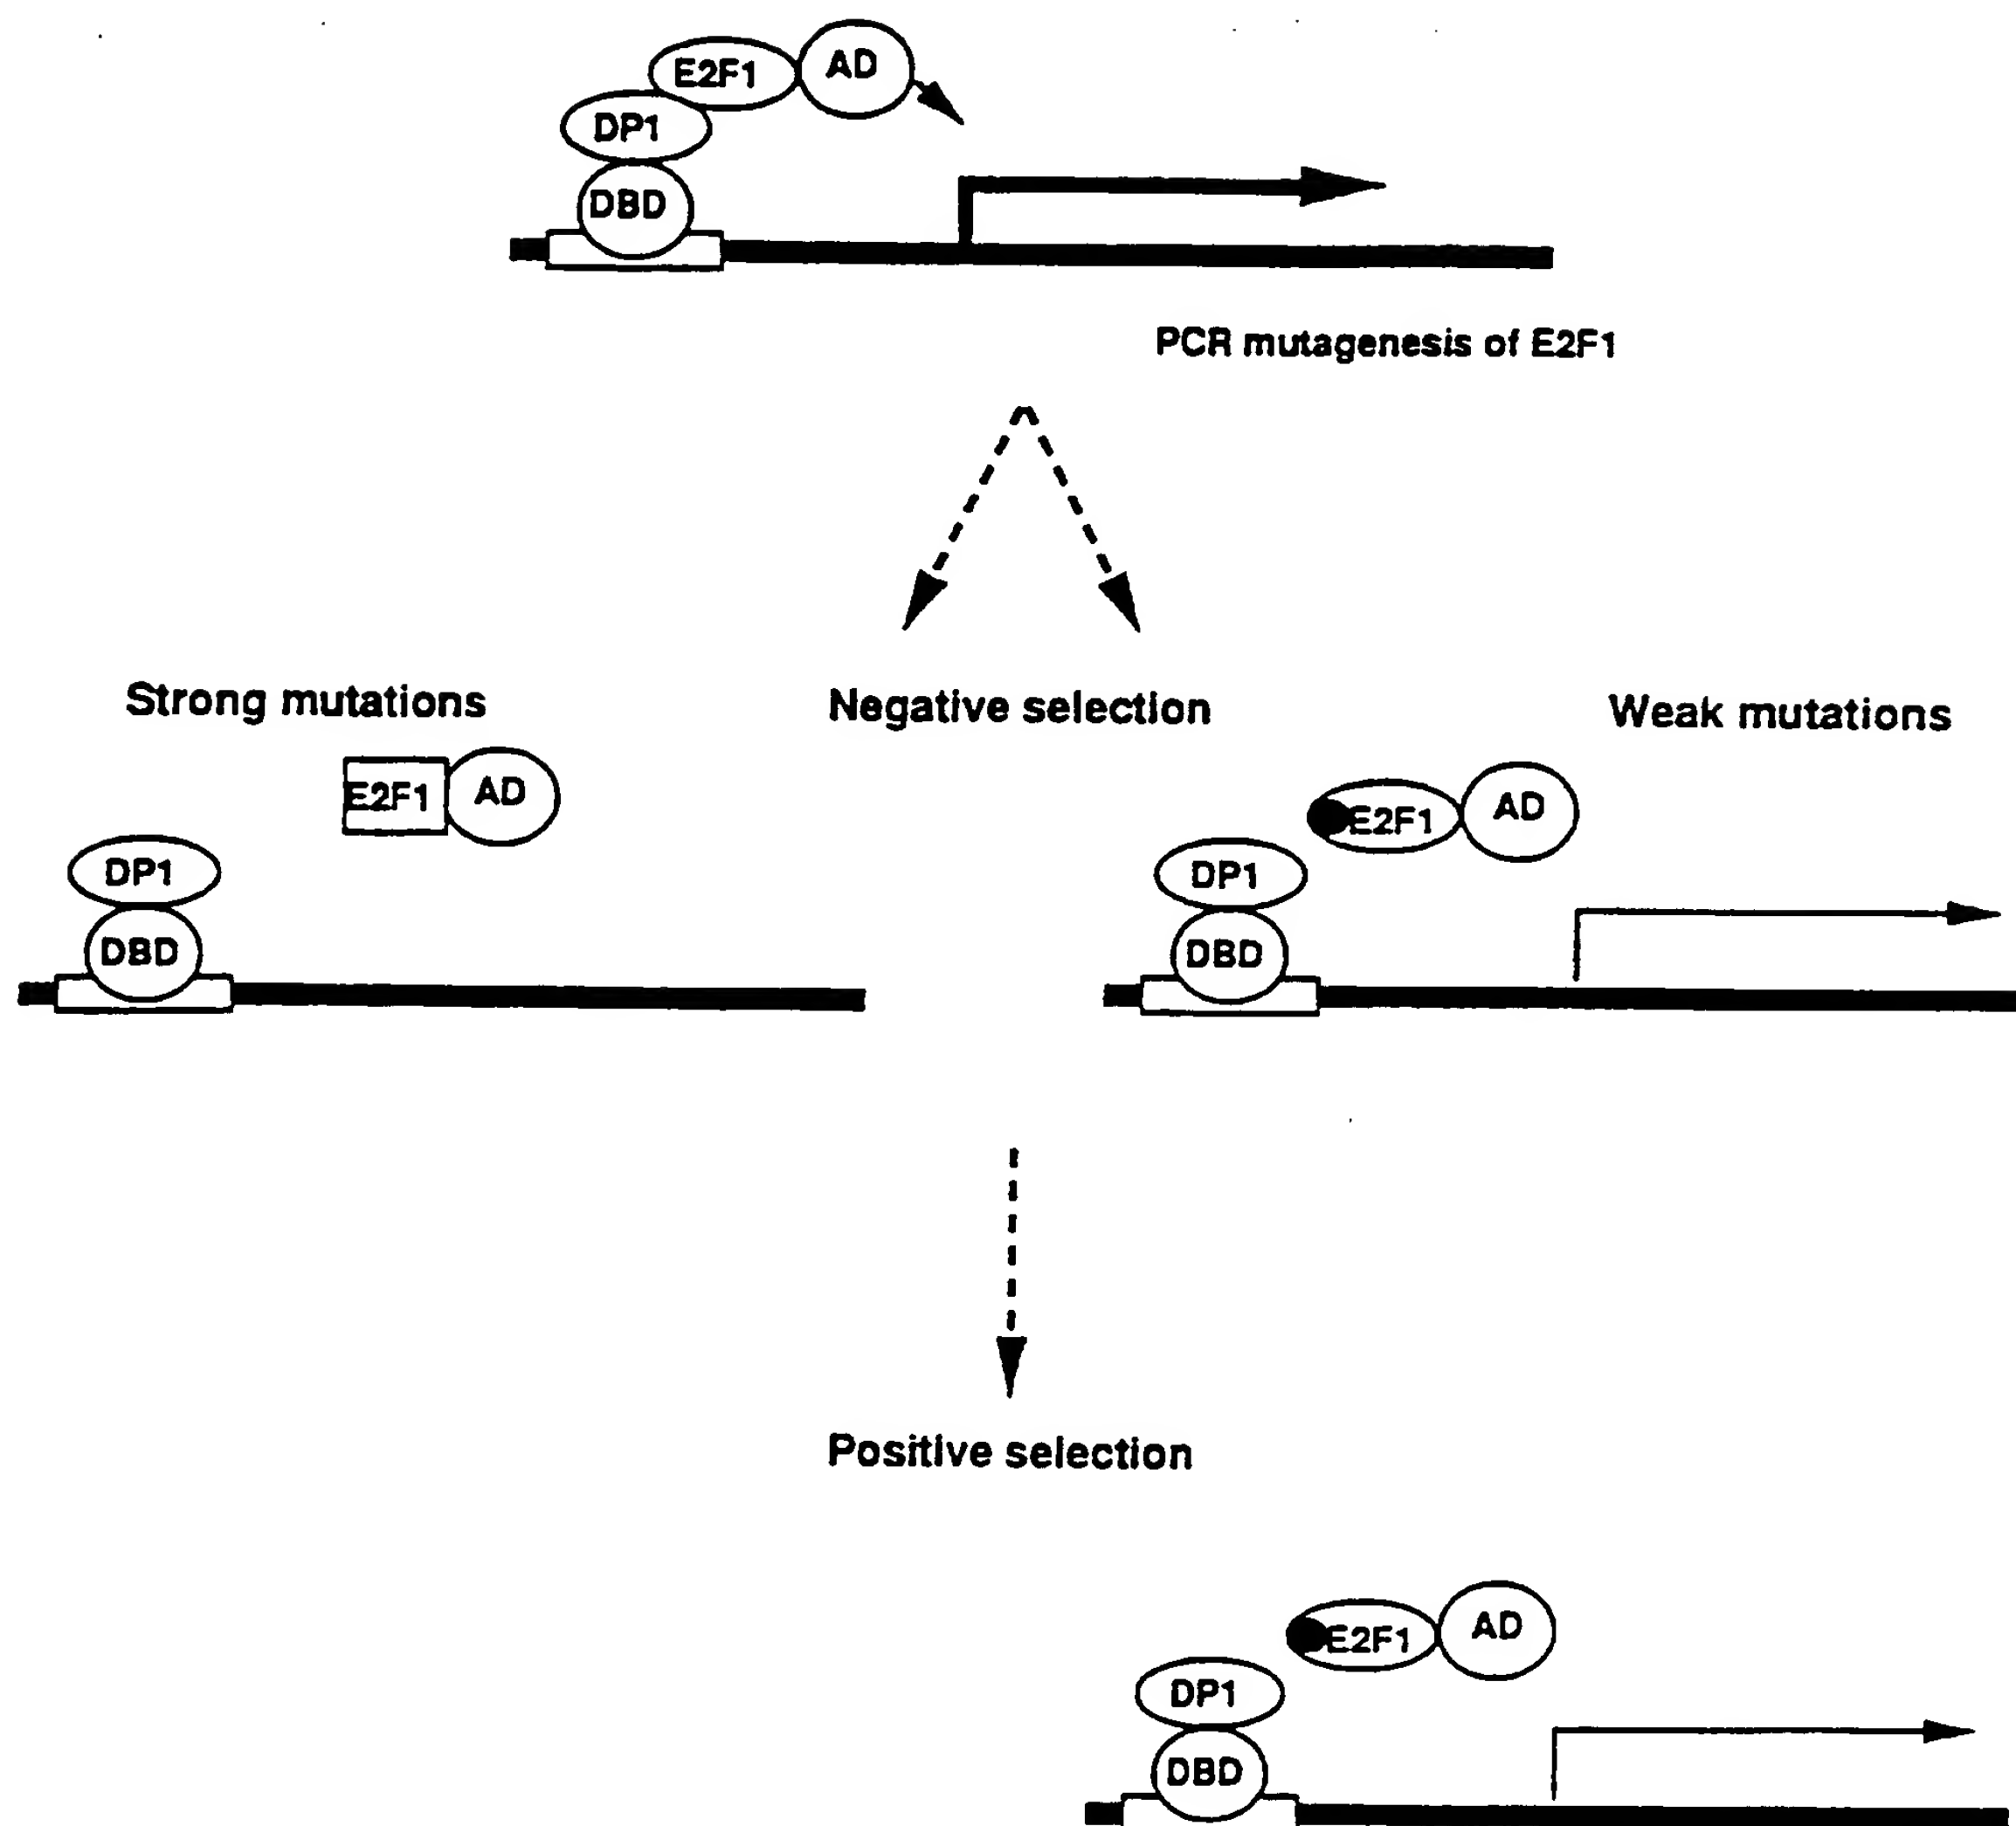 E2F1
AD
DP1
DBD
PCR mutagenesis of E2F1
Strong mutations
Negative selection
Weak mutations
E2F1
AD
DP1
DBD
E2F1
AD
DP1
DBD
Positive selection
E2F1
AD
DP1
DBD